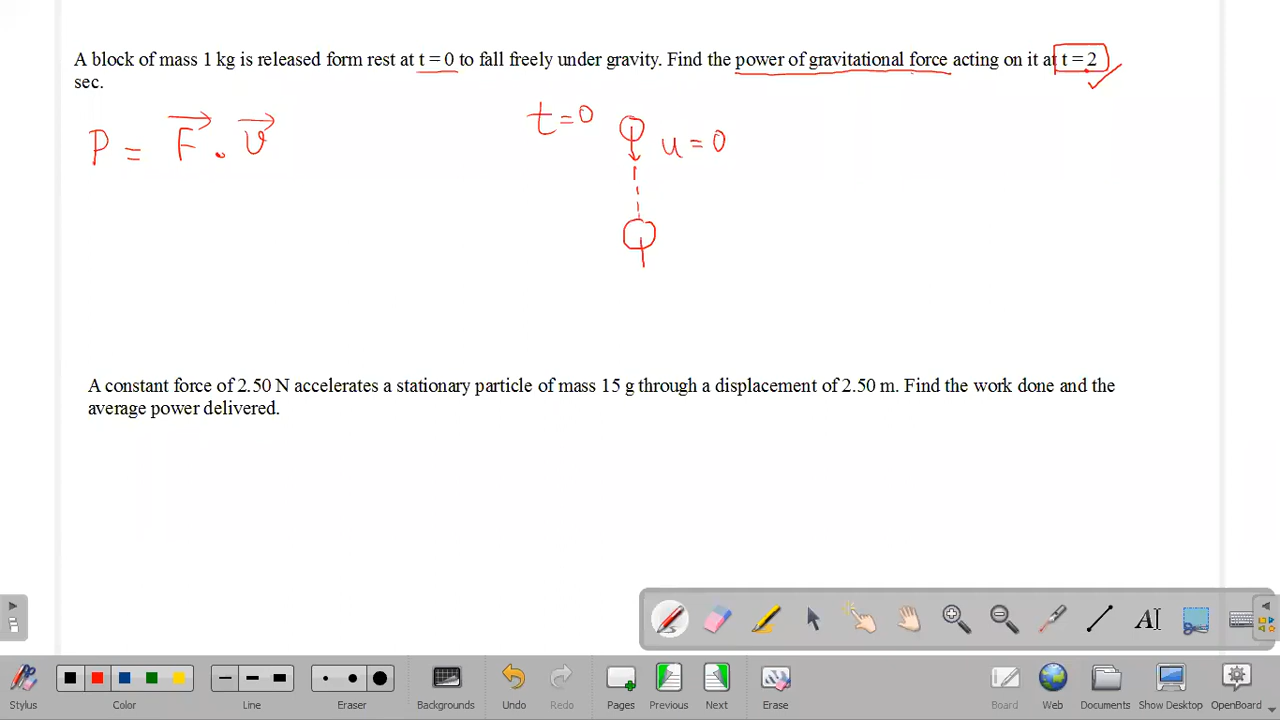 A block of mass 1 kg is released form rest at t = 0 to fall freely under gravity. Find the power of gravitational force acting on it at t = 2
sec.
t=0
P = F . v
u = 0
A constant force of 2.50 N accelerates a stationary particle of mass 15 g through a displacement of 2.50 m. Find the work done and the
average power delivered.
Stylus Color Line Eraser Backgrounds Undo Redo Pages Previous Next Erase Board Web Documents Show Desktop OpenBoard